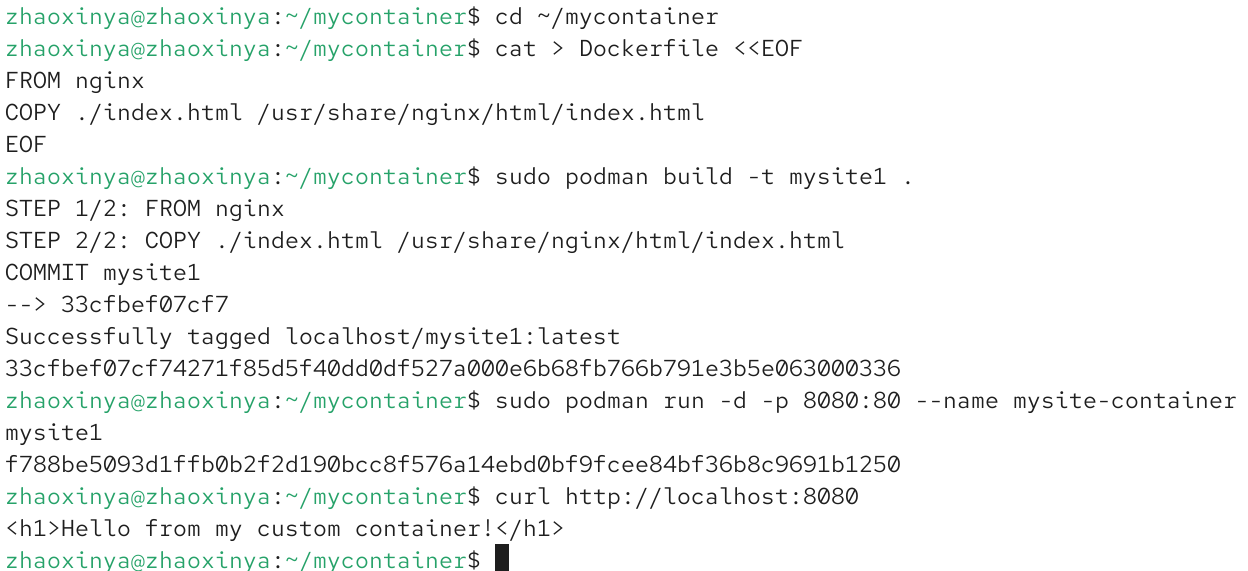 zhaoxinya@zhaoxinya:~/mycontainer$ cd ~/mycontainer
zhaoxinya@zhaoxinya:~/mycontainer$ cat > Dockerfile <<EOF
FROM nginx
COPY ./index.html /usr/share/nginx/html/index.html
EOF
zhaoxinya@zhaoxinya:~/mycontainer$ sudo podman build -t mysite1 .
STEP 1/2: FROM nginx
STEP 2/2: COPY ./index.html /usr/share/nginx/html/index.html
COMMIT mysite1
--> 33cfbef07cf7
Successfully tagged localhost/mysite1:latest
33cfbef07cf74271f85d5f40dd0df527a000e6b68fb766b791e3b5e063000336
zhaoxinya@zhaoxinya:~/mycontainer$ sudo podman run -d -p 8080:80 --name mysite-container
mysite1
f788be5093d1ffb0b2f2d190bcc8f576a14ebd0bf9fcee84bf36b8c9691b1250
zhaoxinya@zhaoxinya:~/mycontainer$ curl http://localhost:8080
<h1>Hello from my custom container!</h1>
zhaoxinya@zhaoxinya:~/mycontainer$